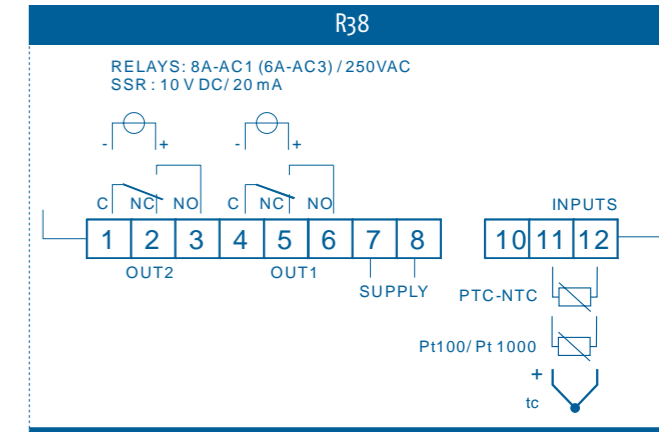 R38
RELAYS: 8A-AC1 (6A-AC3) / 250VAC
SSR : 10 V DC/ 20 mA
- + - +
C NC NO C NC NO INPUTS
1 2 3 4 5 6 7 8 10 11 12
OUT2 OUT1
SUPPLY
PTC-NTC
Pt100/ Pt 1000
+
tc